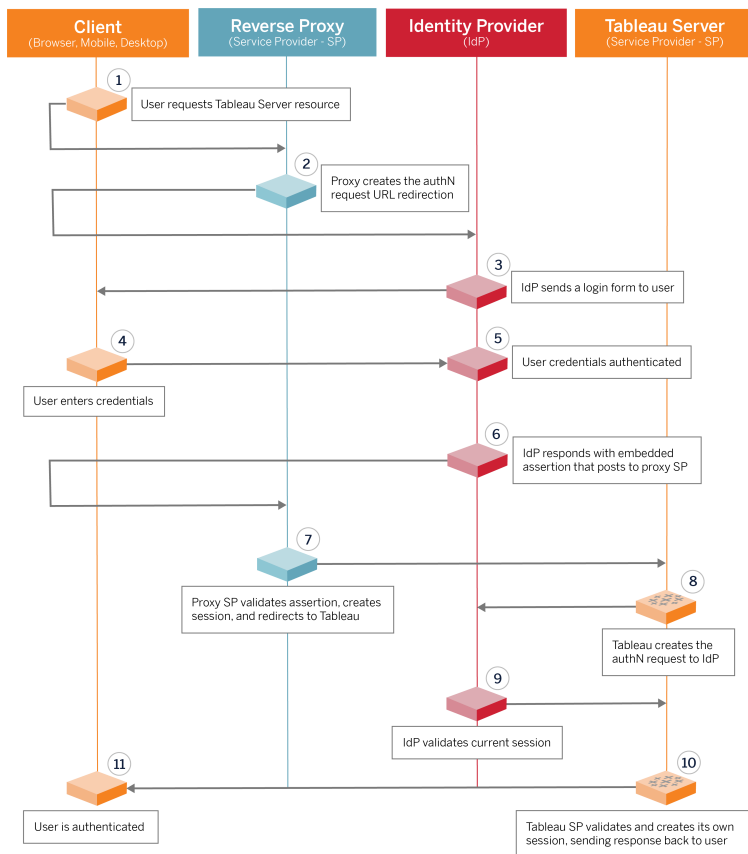 Client
(Browser, Mobile, Desktop)
Reverse Proxy
(Service Provider - SP)
Identity Provider
(IdP)
Tableau Server
(Service Provider - SP)
1
User requests Tableau Server resource
2
Proxy creates the authN
request URL redirection
3
IdP sends a login form to user
4
User enters credentials
5
User credentials authenticated
6
IdP responds with embedded
assertion that posts to proxy SP
7
Proxy SP validates assertion, creates
session, and redirects to Tableau
8
Tableau creates the
authN request to IdP
9
IdP validates current session
10
Tableau SP validates and creates its own
session, sending response back to user
11
User is authenticated